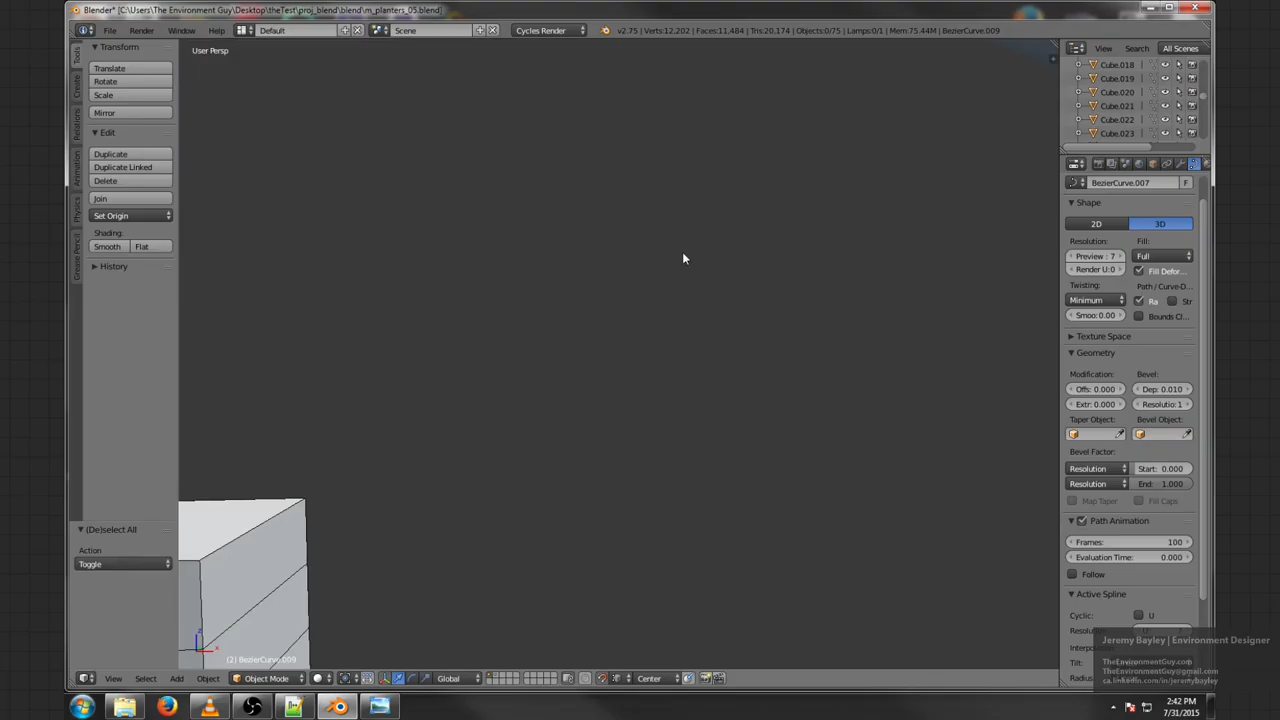 Blender* [C:\Users\The Environment Guy\Desktop\theTest\proj_blend\blend\m_planters_05.blend]
File Render Window Help Default Scene Cycles Render v2.75 | Verts:12,202 | Faces:11,484 | Tris:20,174 | Objects:0/75 | Lamps:0/1 | Mem:75.44M | BezierCurve.009
Transform
Translate
Rotate
Scale
Mirror
Edit
Duplicate
Duplicate Linked
Delete
Join
Set Origin
Shading:
Smooth Flat
History
Tools
Create
Relations
Animation
Physics
Grease Pencil
(De)select All
Action
Toggle
User Persp
(2) BezierCurve.009
View Search All Scenes
Cube.018
Cube.019
Cube.020
Cube.021
Cube.022
Cube.023
BezierCurve.007 F
Shape
2D 3D
Resolution: Fill:
Preview : 7 Full
Render U:0 Fill Defor...
Twisting: Path / Curve-D...
Minimum Ra Str
Smoo: 0.00 Bounds Cl...
Texture Space
Geometry
Modification: Bevel:
Offs: 0.000 Dep: 0.010
Extr: 0.000 Resolutio: 1
Taper Object: Bevel Object:
Bevel Factor:
Resolution Start: 0.000
Resolution End: 1.000
Map Taper Fill Caps
Path Animation
Frames: 100
Evaluation Time: 0.000
Follow
Active Spline
Cyclic: U
Jeremy Bayley | Environment Designer
TheEnvironmentGuy.com
TheEnvironmentGuy@gmail.com
ca.linkedin.com/in/jeremybayley
Tilt:
Radius
View Select Add Object Object Mode Global Center
2:42 PM
7/31/2015